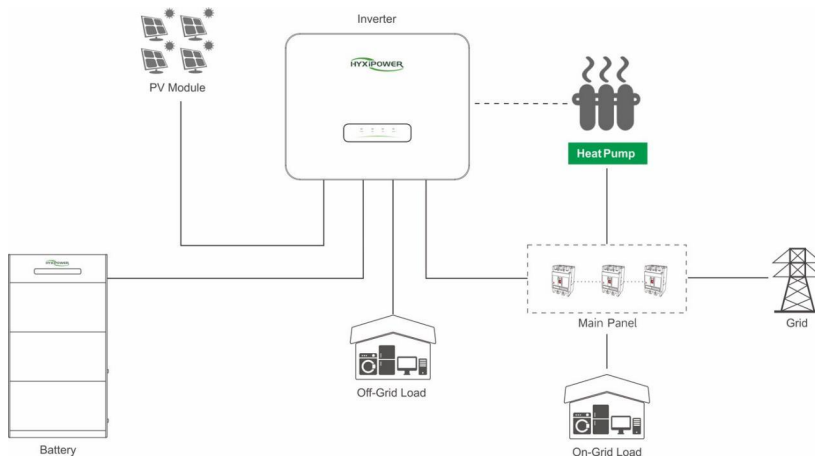 Inverter
HYXiPOWER
PV Module
Heat Pump
HYXiPOWER
Main Panel
Grid
Off-Grid Load
On-Grid Load
Battery